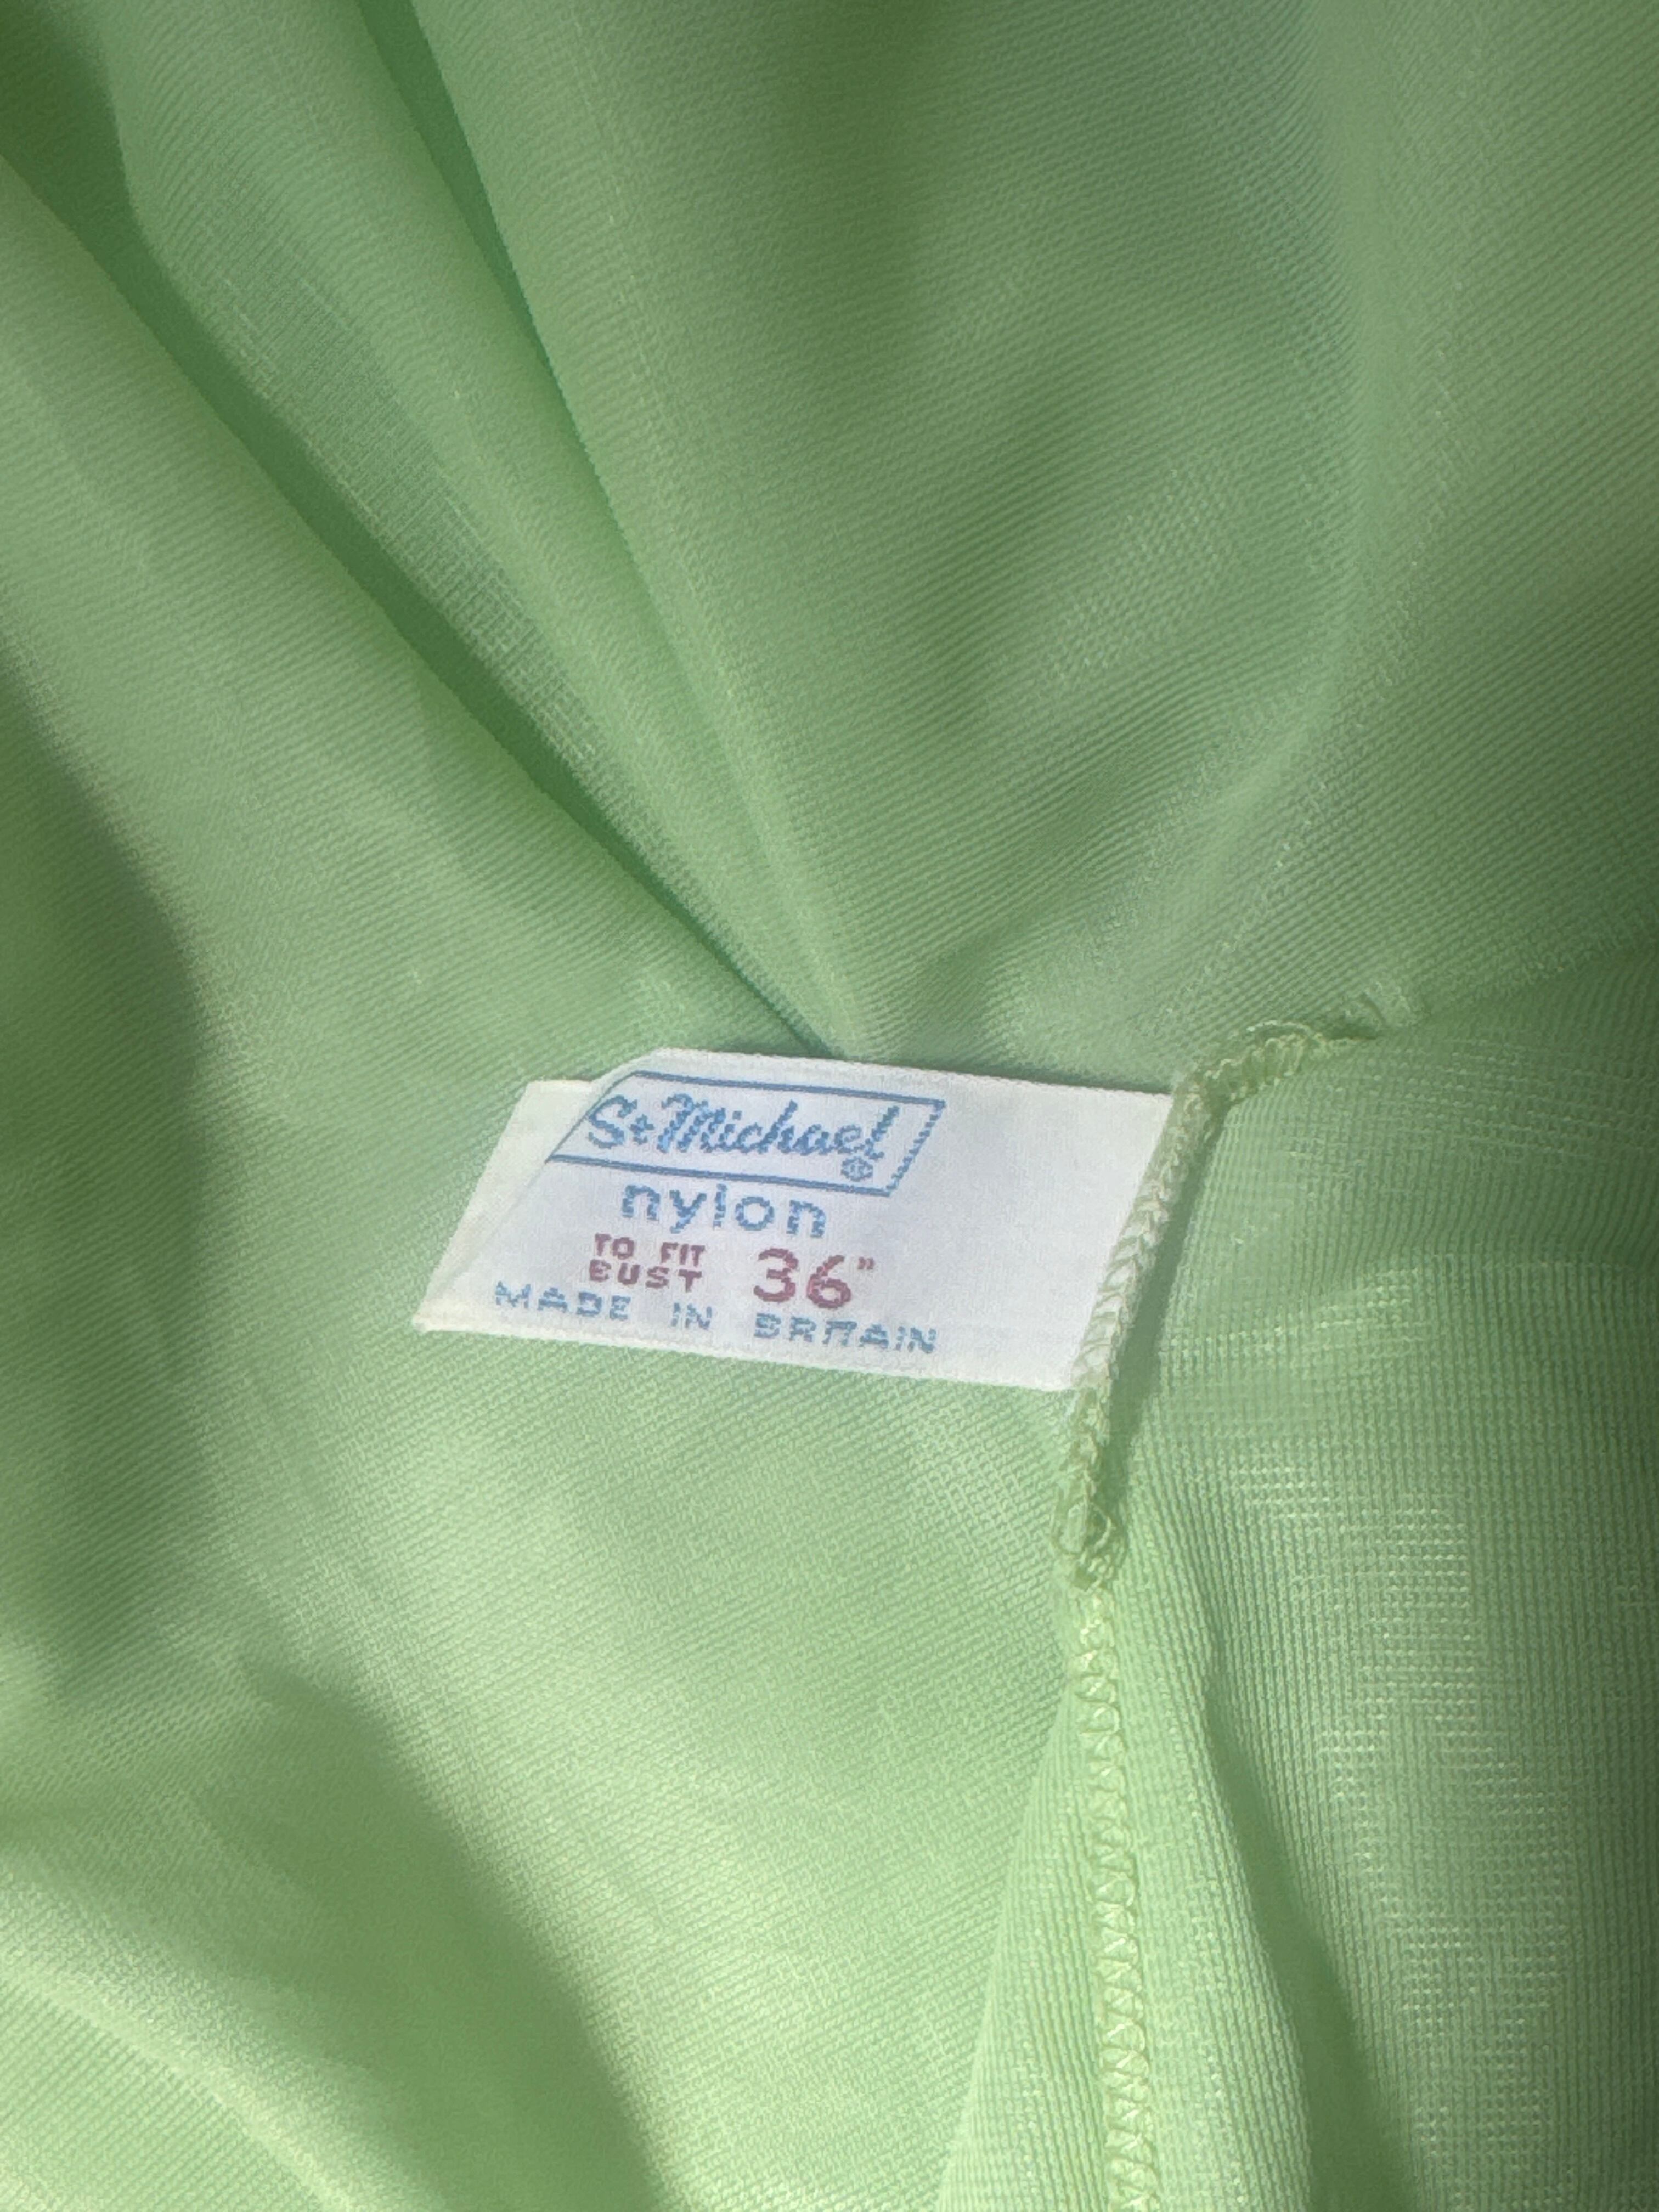 St Michael®
nylon
TO FIT
BUST 36"
MADE IN BRITAIN